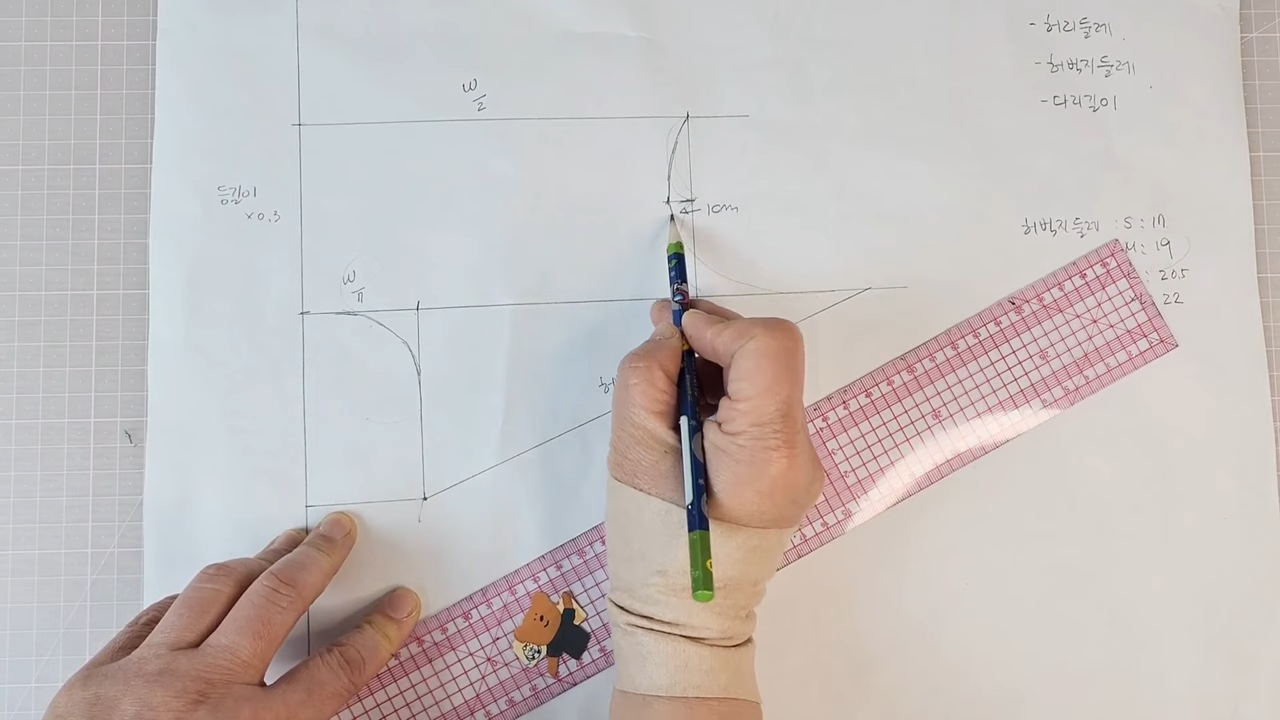 - 허리둘레
- 허벅지둘레
- 다리길이
w/2
등길이
×0.3
1cm
허벅지둘레 : S : 17
M : 19
20.5
22
w/π
허